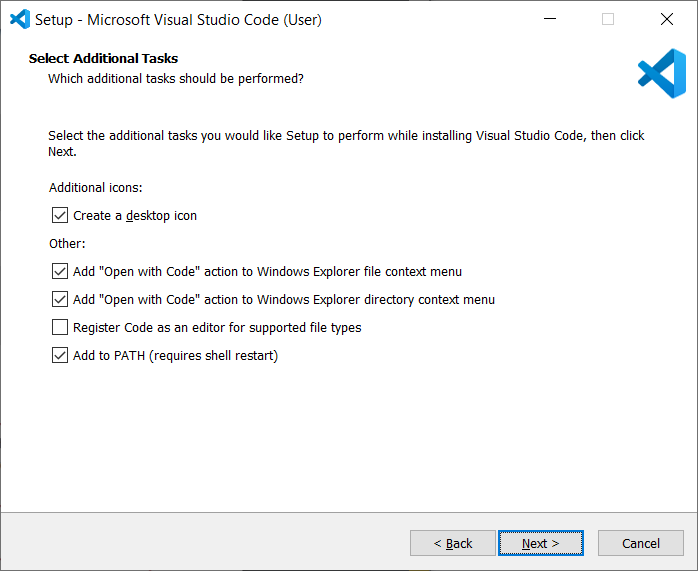 Setup - Microsoft Visual Studio Code (User)
Select Additional Tasks
Which additional tasks should be performed?
Select the additional tasks you would like Setup to perform while installing Visual Studio Code, then click
Next.
Additional icons:
Create a desktop icon
Other:
Add "Open with Code" action to Windows Explorer file context menu
Add "Open with Code" action to Windows Explorer directory context menu
Register Code as an editor for supported file types
Add to PATH (requires shell restart)
< Back Next > Cancel